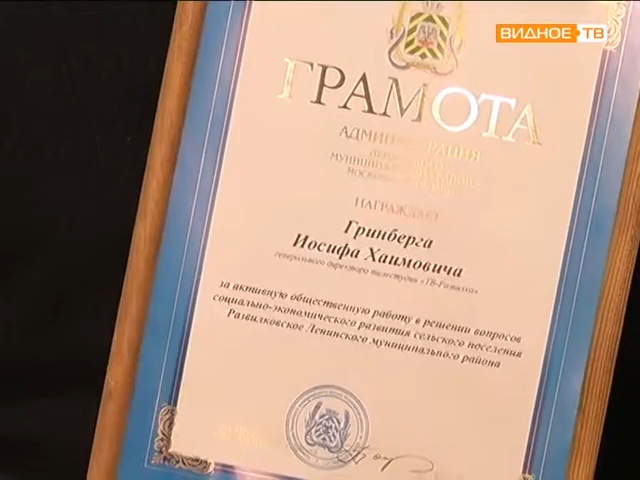 ВИДНОЕ ТВ
ГРАМОТА
АДМИНИСТРАЦИЯ
НАГРАЖДАЕТ
Гринберга
Иосифа Хаимовича
генерального директора телестудии «ТВ-Развилка»
за активную общественную работу в решении вопросов
социально-экономического развития сельского поселения
Развилковское Ленинского муниципального района